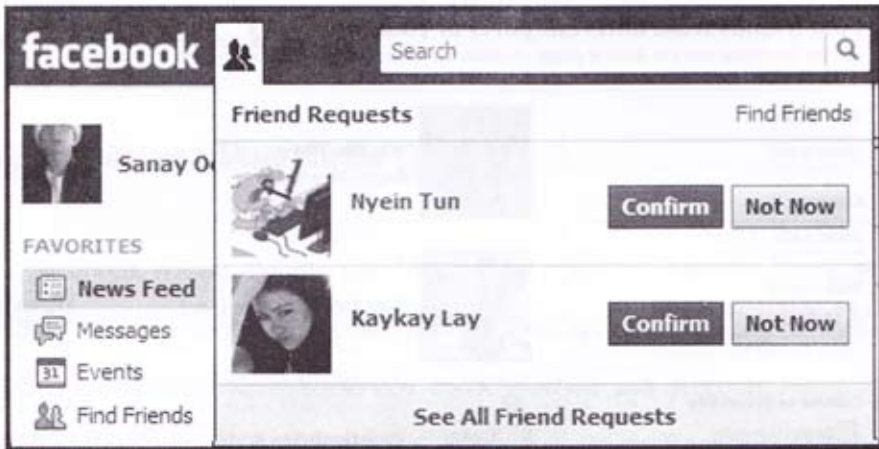 facebook
Search
Friend Requests
Find Friends
Sanay
Nyein Tun
Confirm
Not Now
FAVORITES
News Feed
Messages
Kaykay Lay
Confirm
Not Now
31 Events
Find Friends
See All Friend Requests